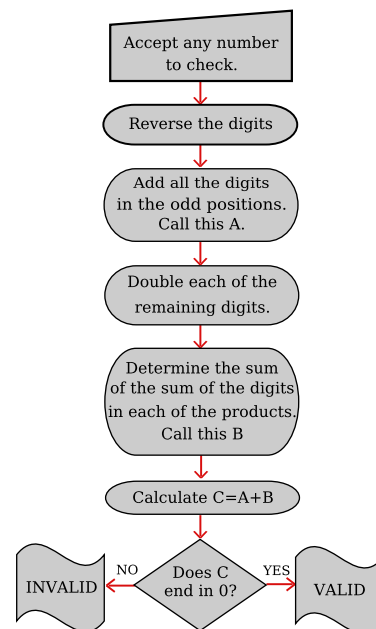 Accept any number
to check.
Reverse the digits
Add all the digits
in the odd positions.
Call this A.
Double each of the
remaining digits.
Determine the sum
of the sum of the digits
in each of the products.
Call this B
Calculate C=A+B
Does C
end in 0?
NO
YES
INVALID
VALID